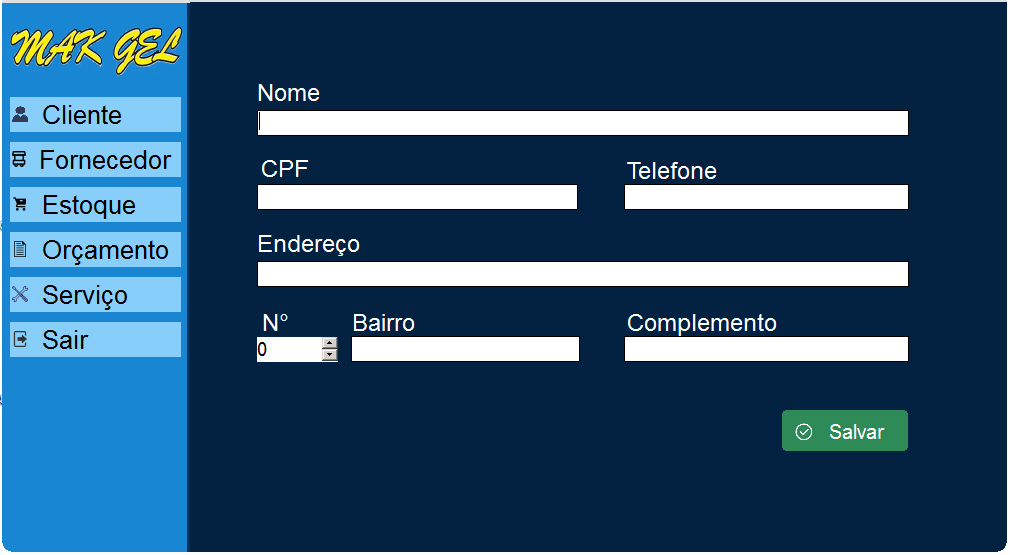 MAK GEL
Cliente
Fornecedor
Estoque
Orçamento
Serviço
Sair
Nome
CPF
Telefone
Endereço
N°
Bairro
Complemento
0
Salvar